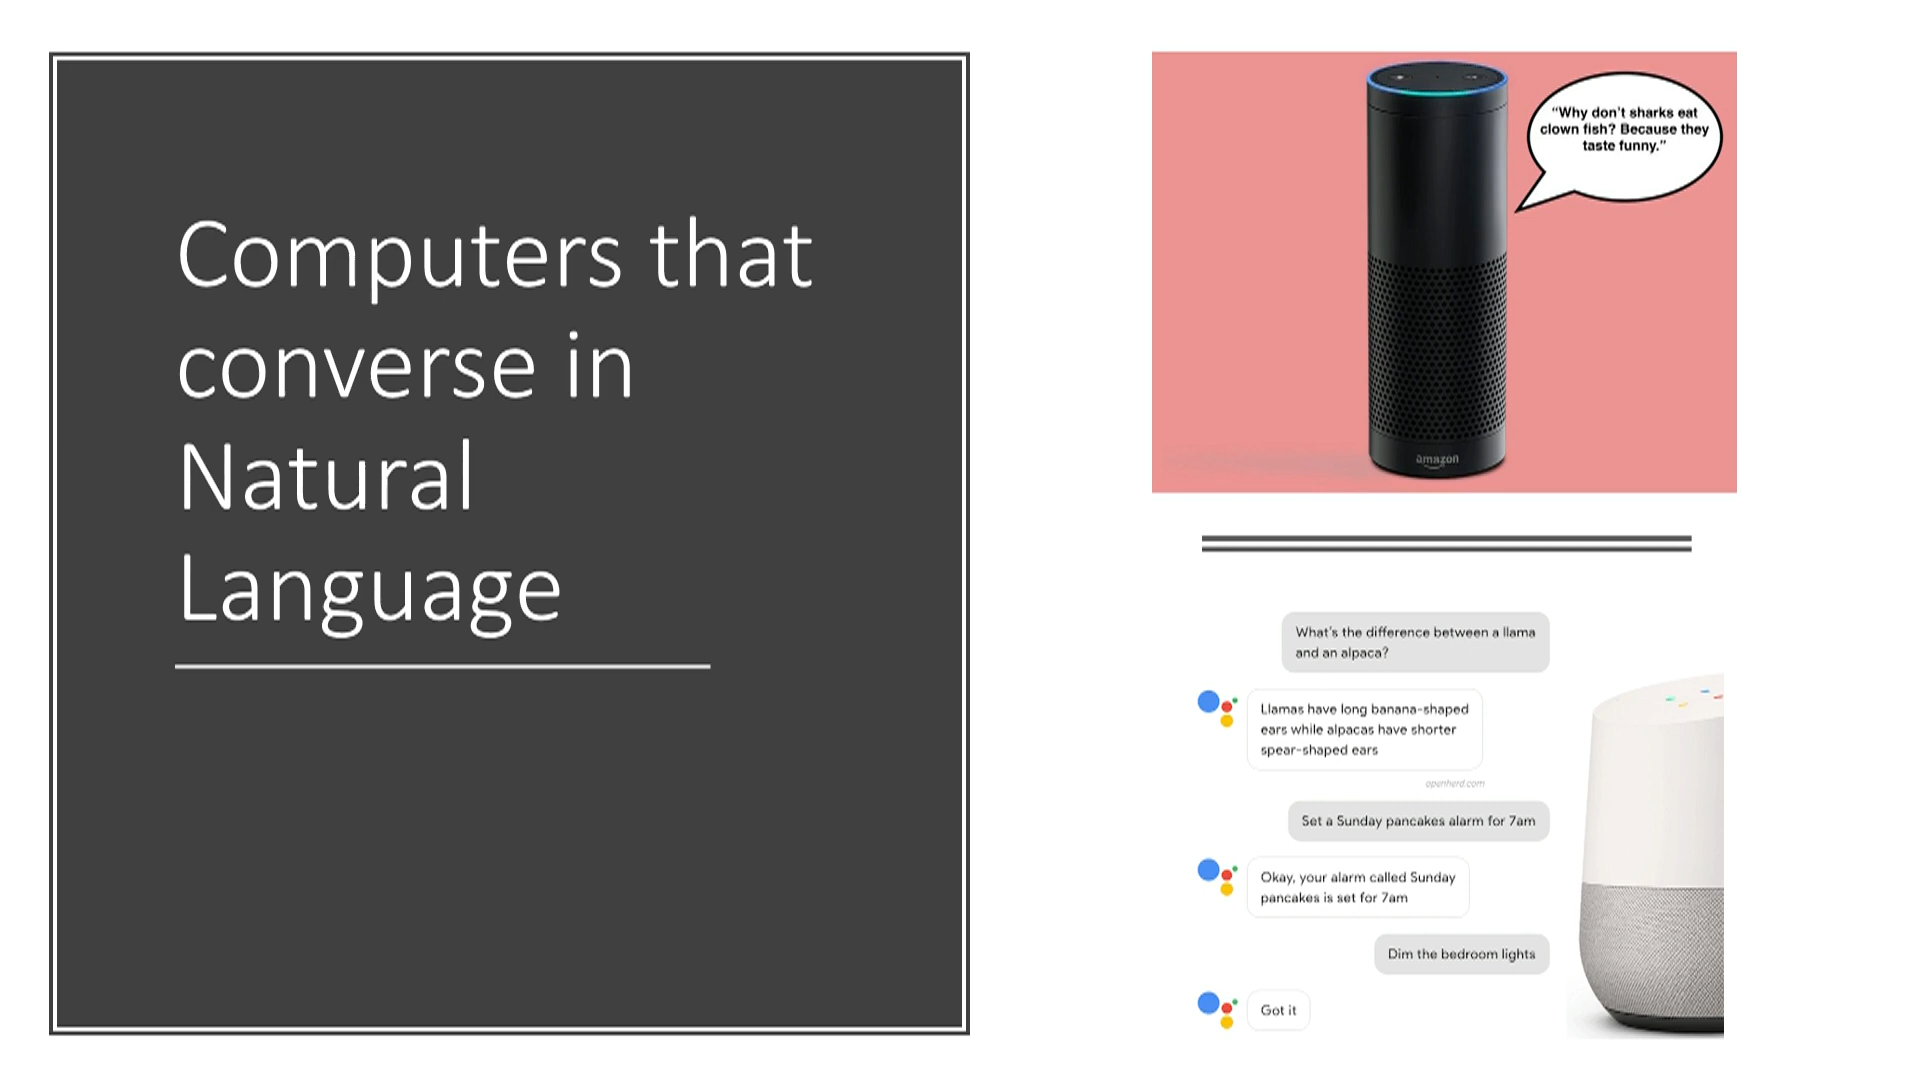 Computers that
converse in
Natural
Language
“Why don’t sharks eat
clown fish? Because they
taste funny.”
amazon
What's the difference between a llama
and an alpaca?
Llamas have long banana-shaped
ears while alpacas have shorter
spear-shaped ears
openherd.com
Set a Sunday pancakes alarm for 7am
Okay, your alarm called Sunday
pancakes is set for 7am
Dim the bedroom lights
Got it